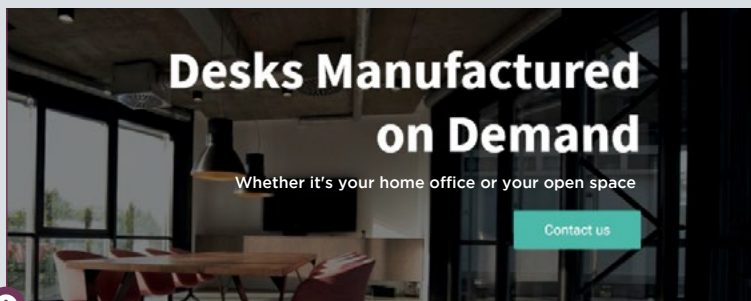 Desks Manufactured
on Demand
Whether it's your home office or your open space
Contact us